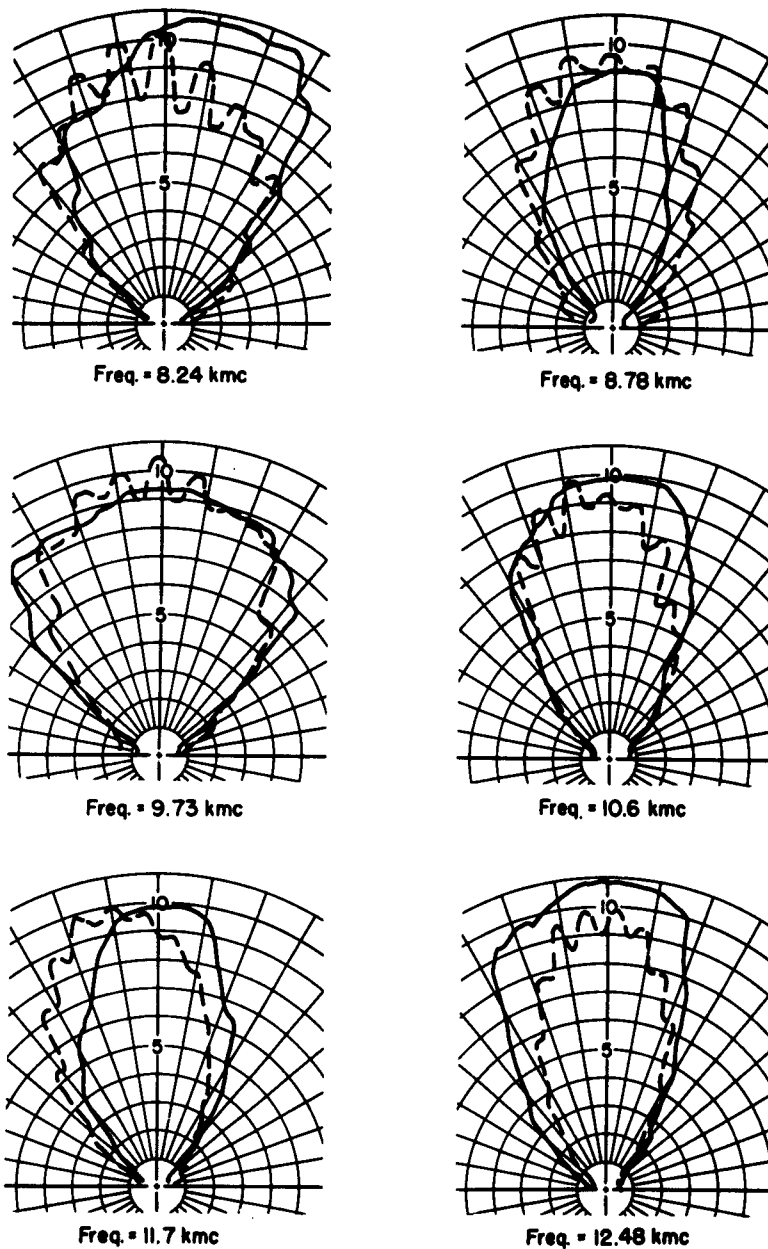 10
5
Freq. = 8.24 kmc
10
5
Freq. = 8.78 kmc
10
5
Freq. = 9.73 kmc
10
5
Freq. = 10.6 kmc
10
5
Freq. = 11.7 kmc
10
5
Freq. = 12.48 kmc